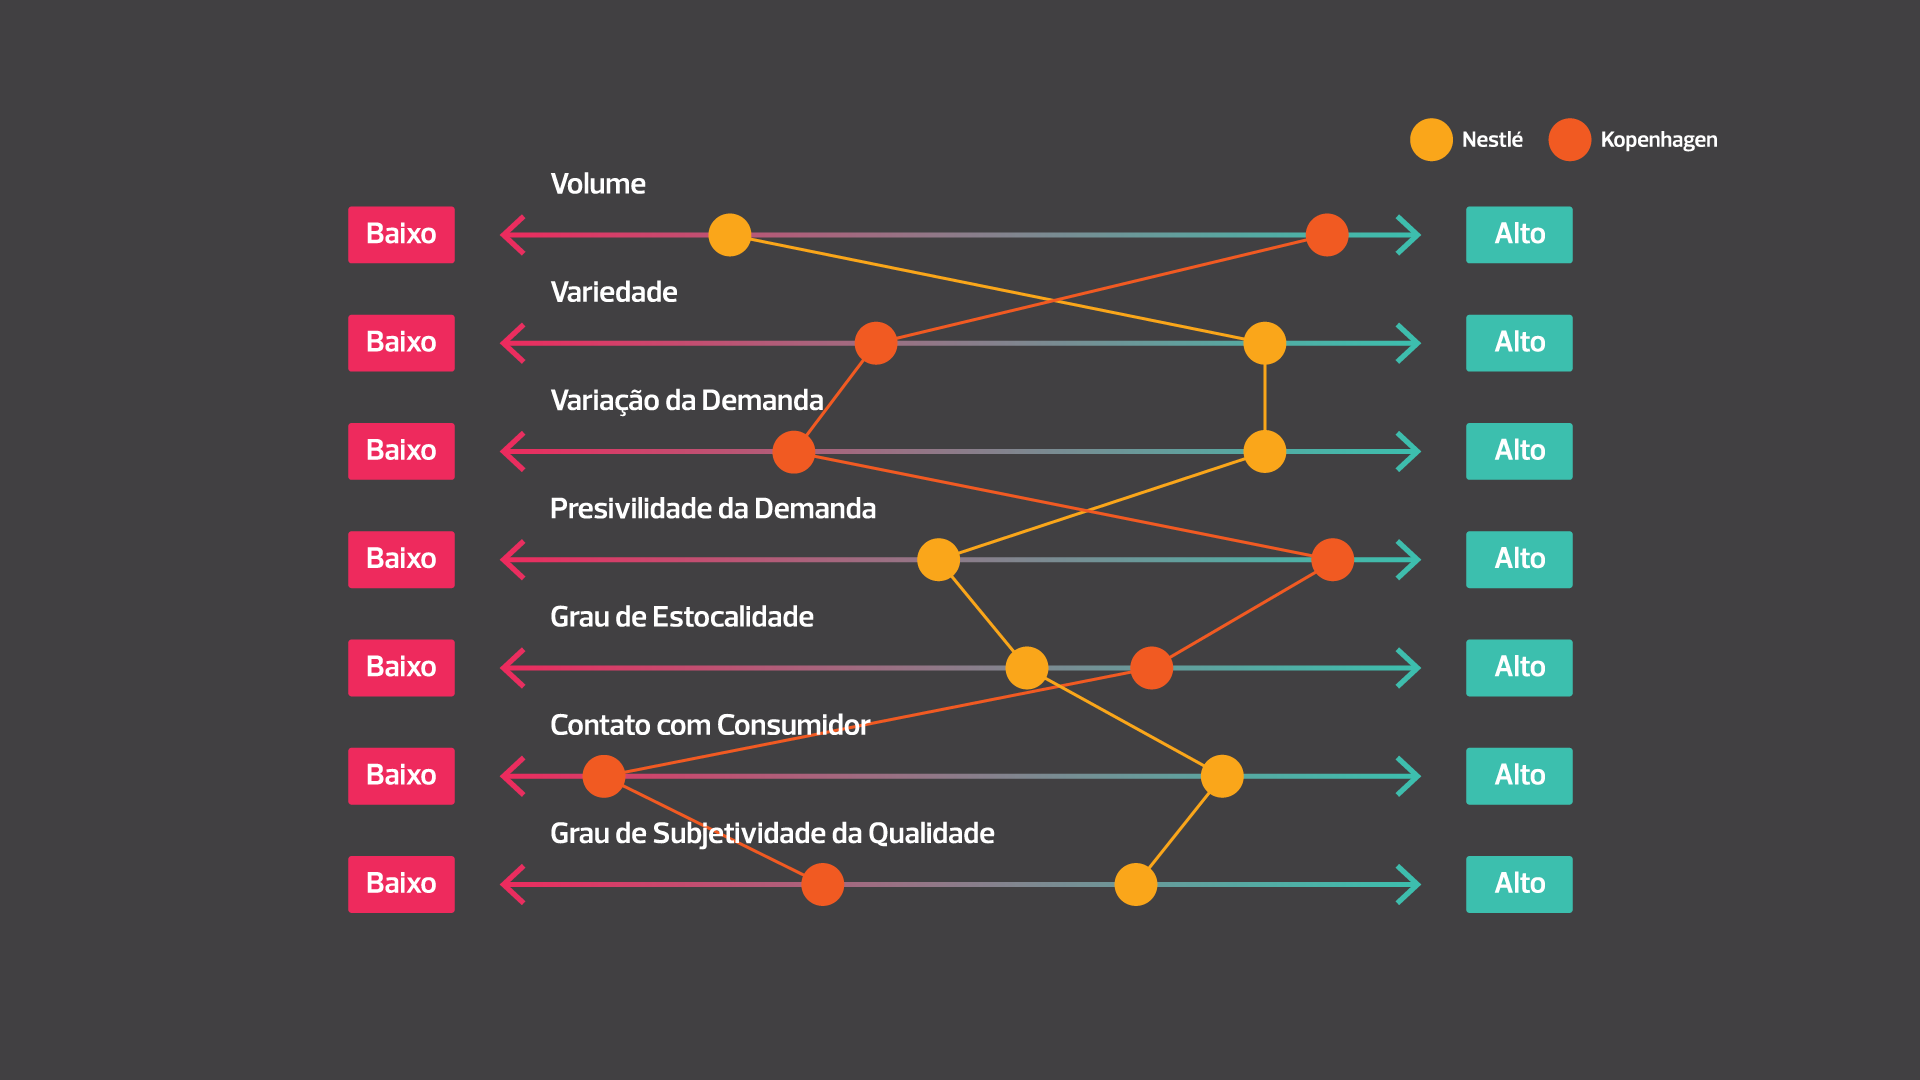 Nestlé Kopenhagen
Volume
Baixo Alto
Variedade
Baixo Alto
Variação da Demanda
Baixo Alto
Presivilidade da Demanda
Baixo Alto
Grau de Estocalidade
Baixo Alto
Contato com Consumidor
Baixo Alto
Grau de Subjetividade da Qualidade
Baixo Alto